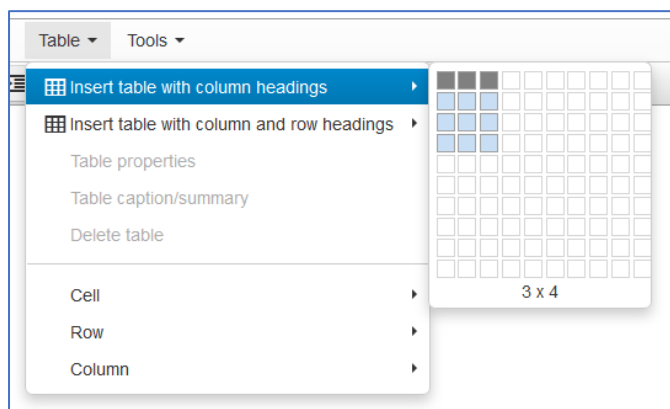 Table Tools
Insert table with column headings
Insert table with column and row headings
Table properties
Table caption/summary
Delete table
Cell
Row
Column
3 x 4